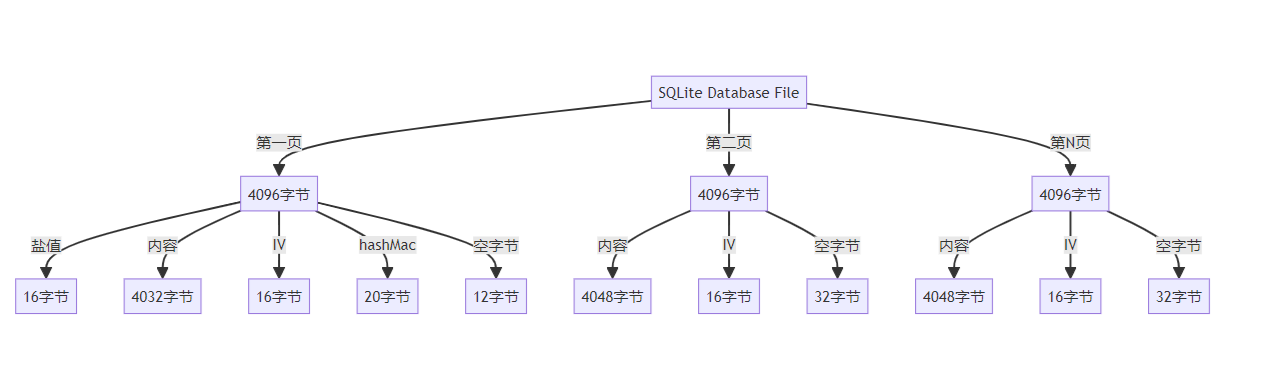 SQLite Database File
第一页
第二页
第N页
4096字节
4096字节
4096字节
盐值
内容
IV
hashMac
空字节
内容
IV
空字节
内容
IV
空字节
16字节
4032字节
16字节
20字节
12字节
4048字节
16字节
32字节
4048字节
16字节
32字节